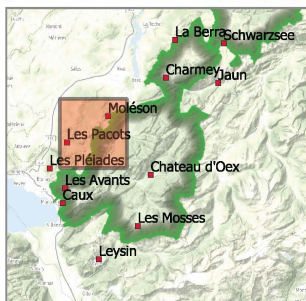 La Berra
Schwarzsee
Charmey
Jaun
Moléson
Les Pacots
Les Pléiades
Chateau d'Oex
Les Avants
Caux
Les Mosses
Leysin